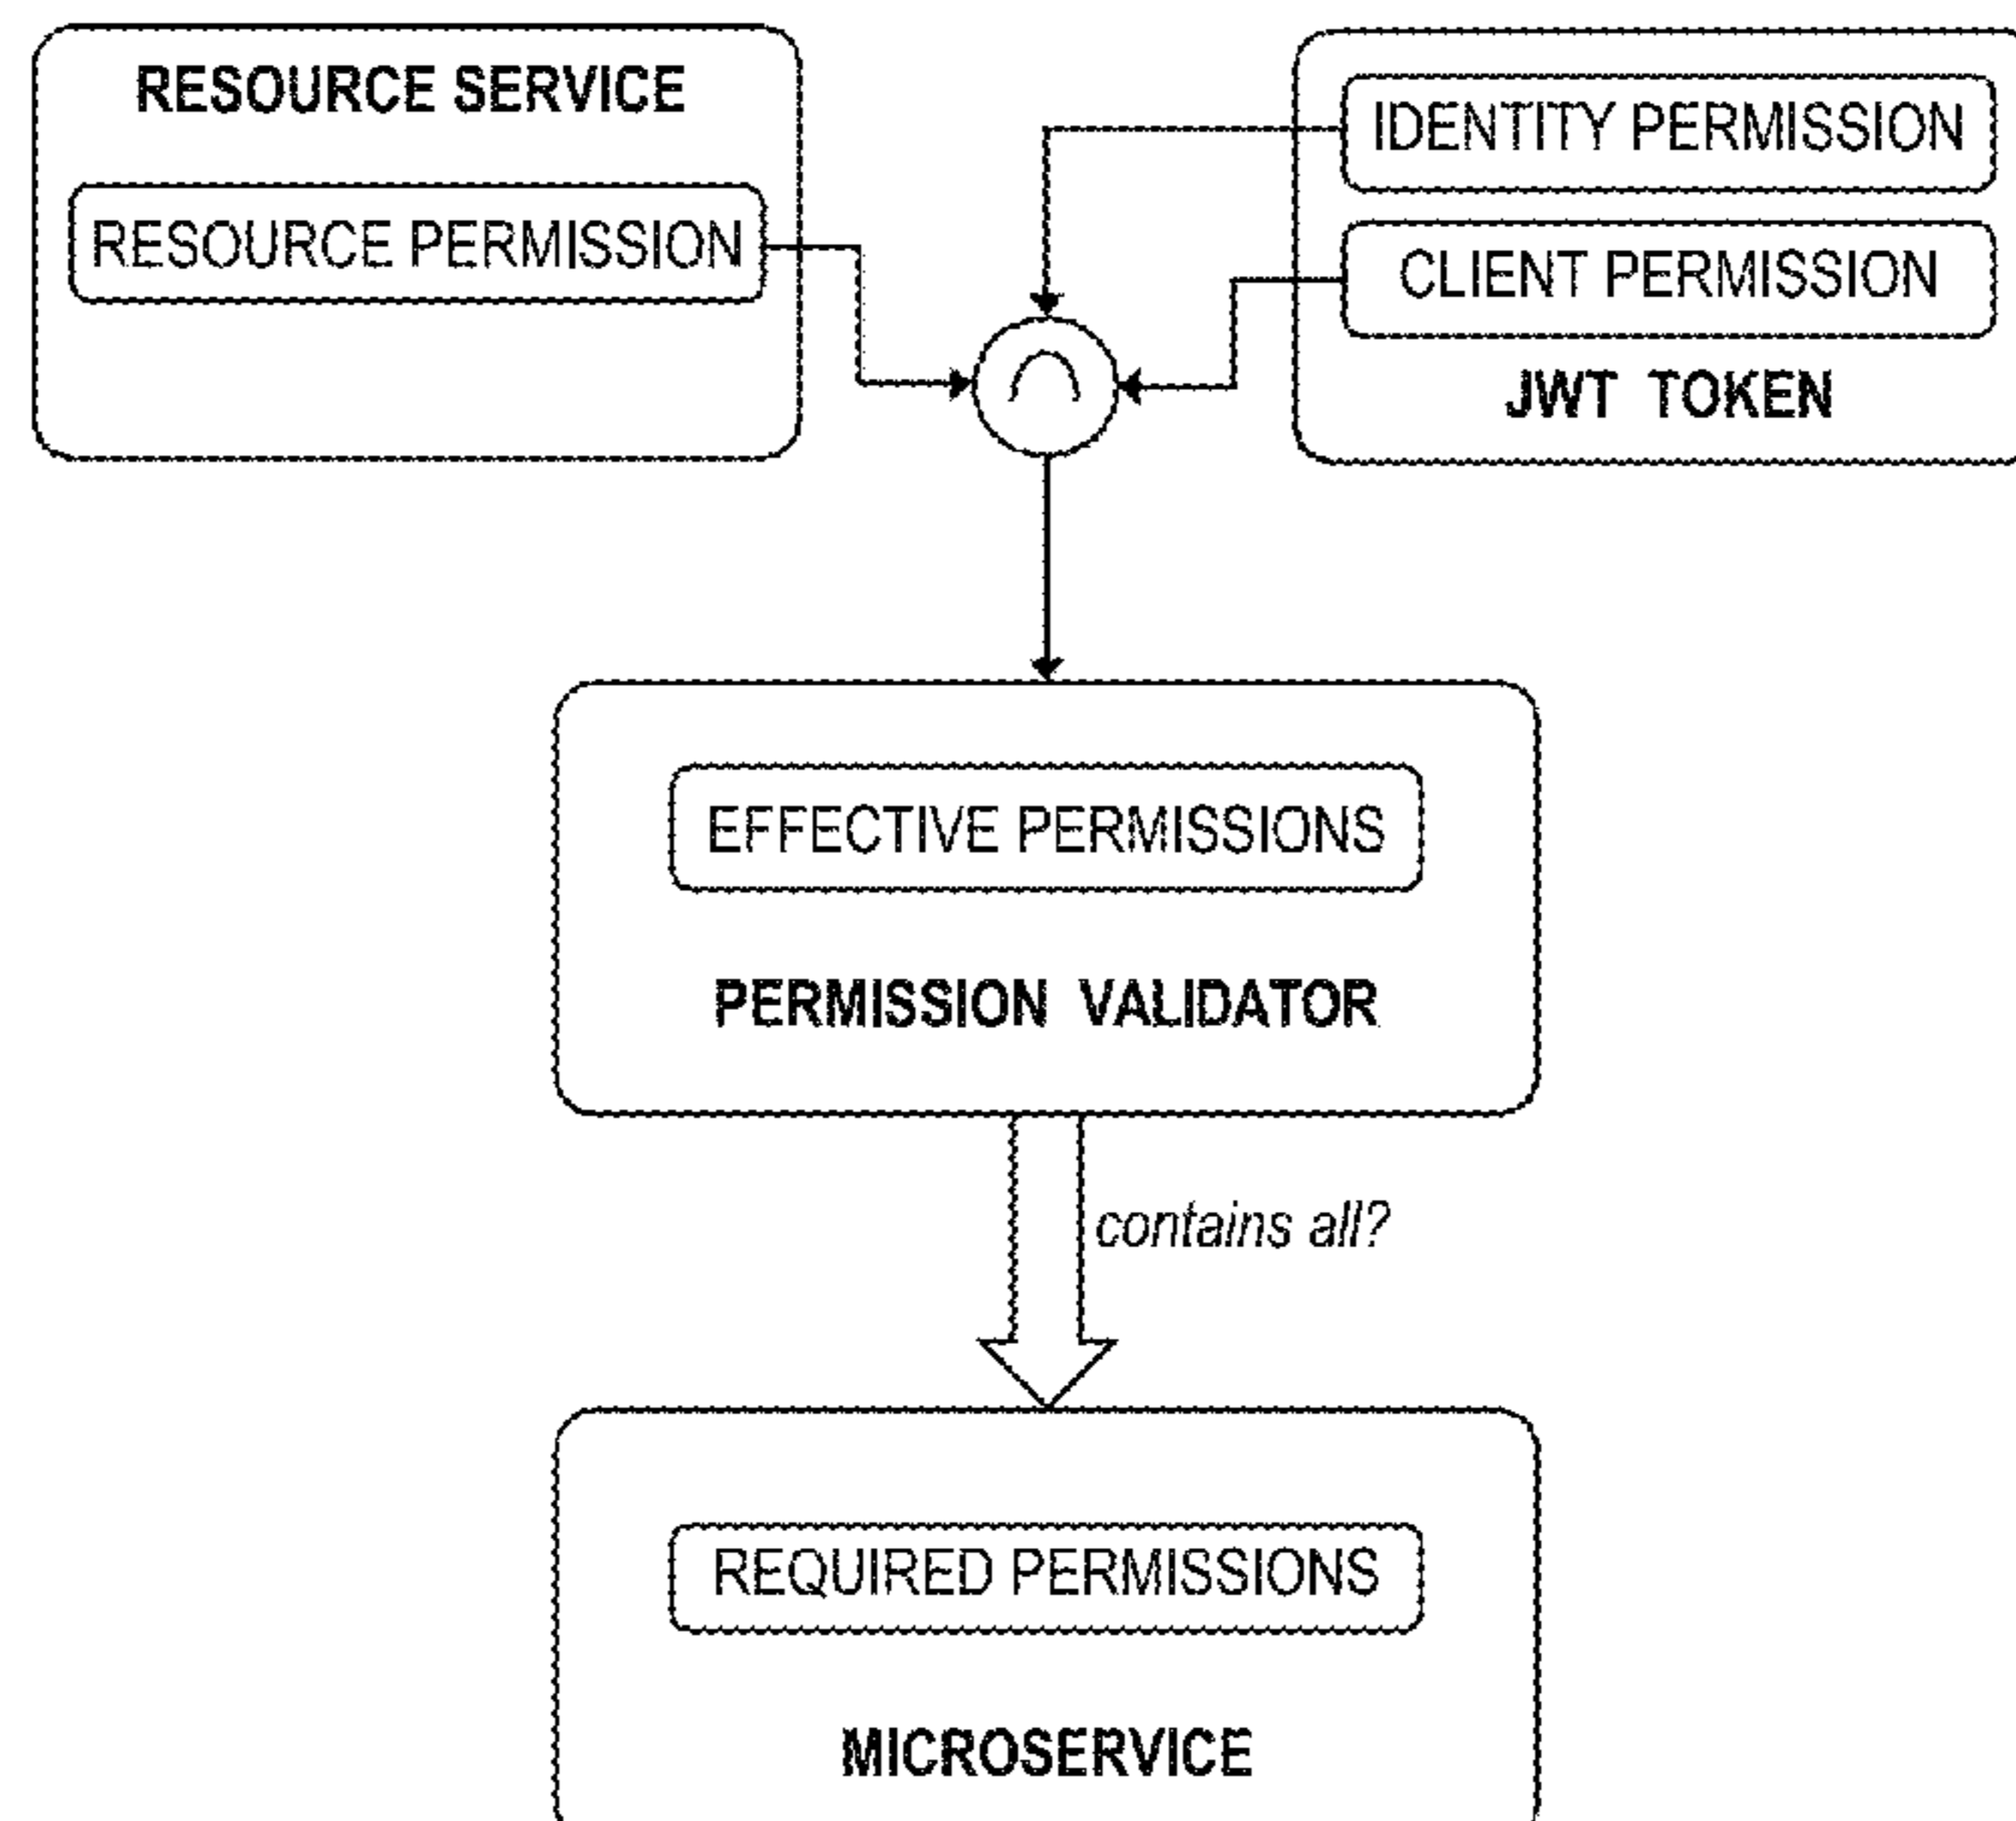 RESOURCE SERVICE
RESOURCE PERMISSION
IDENTITY PERMISSION
CLIENT PERMISSION
JWT TOKEN
EFFECTIVE PERMISSIONS
PERMISSION VALIDATOR
contains all?
REQUIRED PERMISSIONS
MICROSERVICE